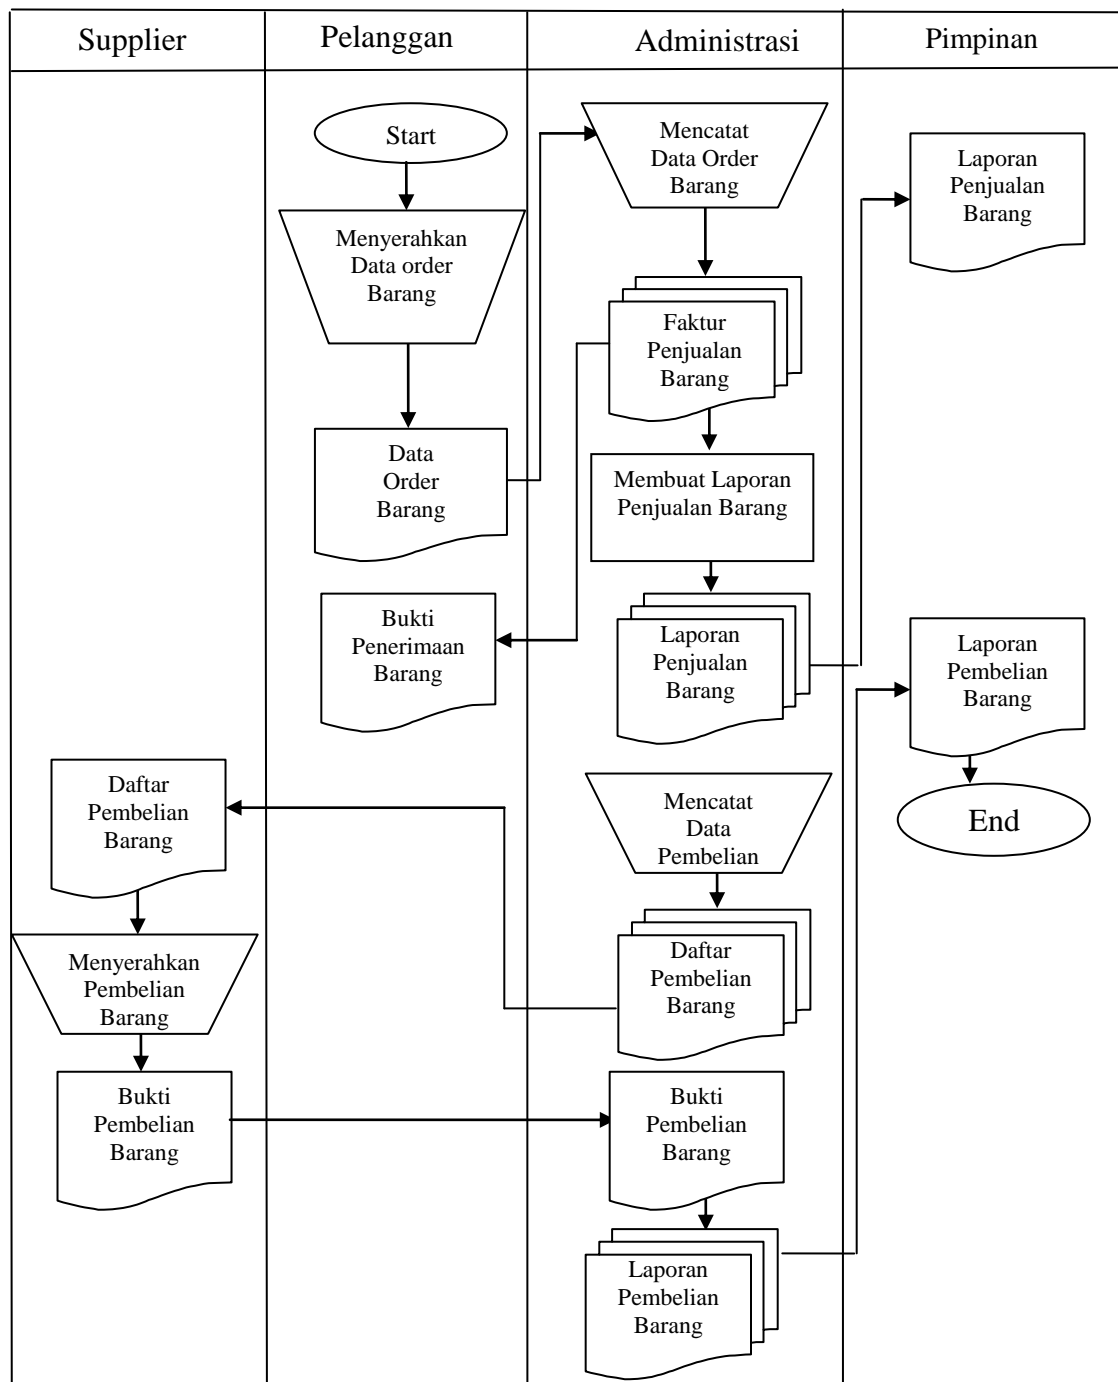 Supplier
Pelanggan
Administrasi
Pimpinan
Start
Mencatat
Data Order
Barang
Laporan
Penjualan
Barang
Menyerahkan
Data order
Barang
Faktur
Penjualan
Barang
Data
Order
Barang
Membuat Laporan
Penjualan Barang
Bukti
Penerimaan
Barang
Laporan
Penjualan
Barang
Laporan
Pembelian
Barang
Daftar
Pembelian
Barang
Mencatat
Data
Pembelian
End
Menyerahkan
Pembelian
Barang
Daftar
Pembelian
Barang
Bukti
Pembelian
Barang
Bukti
Pembelian
Barang
Laporan
Pembelian
Barang